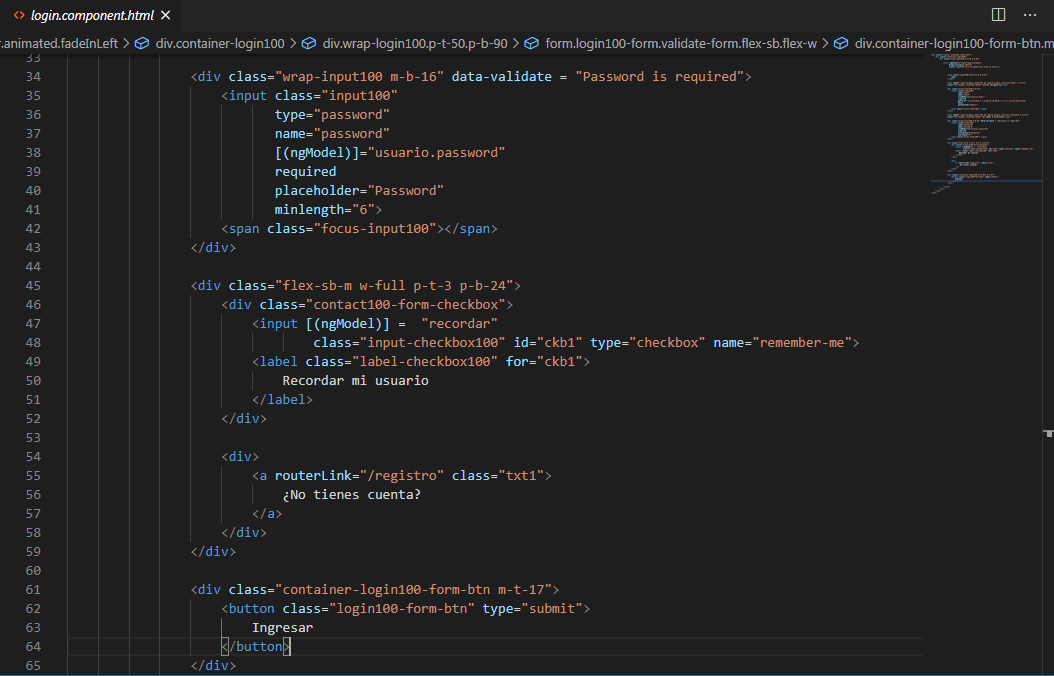 login.component.html
r.animated.fadeInLeft > div.container-login100 > div.wrap-login100.p-t-50.p-b-90 > form.login100-form.validate-form.flex-sb.flex-w > div.container-login100-form-btn.m
33
34 <div class="wrap-input100 m-b-16" data-validate = "Password is required">
35 <input class="input100"
36 type="password"
37 name="password"
38 [(ngModel)]="usuario.password"
39 required
40 placeholder="Password"
41 minlength="6">
42 <span class="focus-input100"></span>
43 </div>
44
45 <div class="flex-sb-m w-full p-t-3 p-b-24">
46 <div class="contact100-form-checkbox">
47 <input [(ngModel)] =  "recordar"
48 class="input-checkbox100" id="ckb1" type="checkbox" name="remember-me">
49 <label class="label-checkbox100" for="ckb1">
50 Recordar mi usuario
51 </label>
52 </div>
53
54 <div>
55 <a routerLink="/registro" class="txt1">
56 ¿No tienes cuenta?
57 </a>
58 </div>
59 </div>
60
61 <div class="container-login100-form-btn m-t-17">
62 <button class="login100-form-btn" type="submit">
63 Ingresar
64 </button>
65 </div>